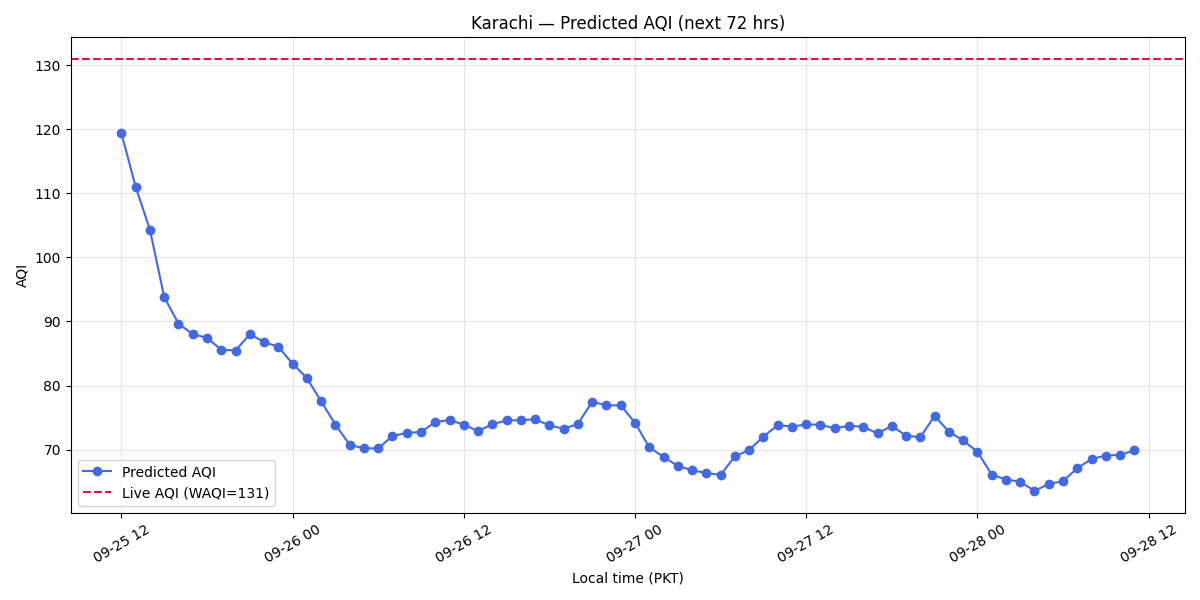 Karachi — Predicted AQI (next 72 hrs)
AQI
130
120
110
100
90
80
70
Predicted AQI
Live AQI (WAQI=131)
09-25 12
09-26 00
09-26 12
09-27 00
09-27 12
09-28 00
09-28 12
Local time (PKT)